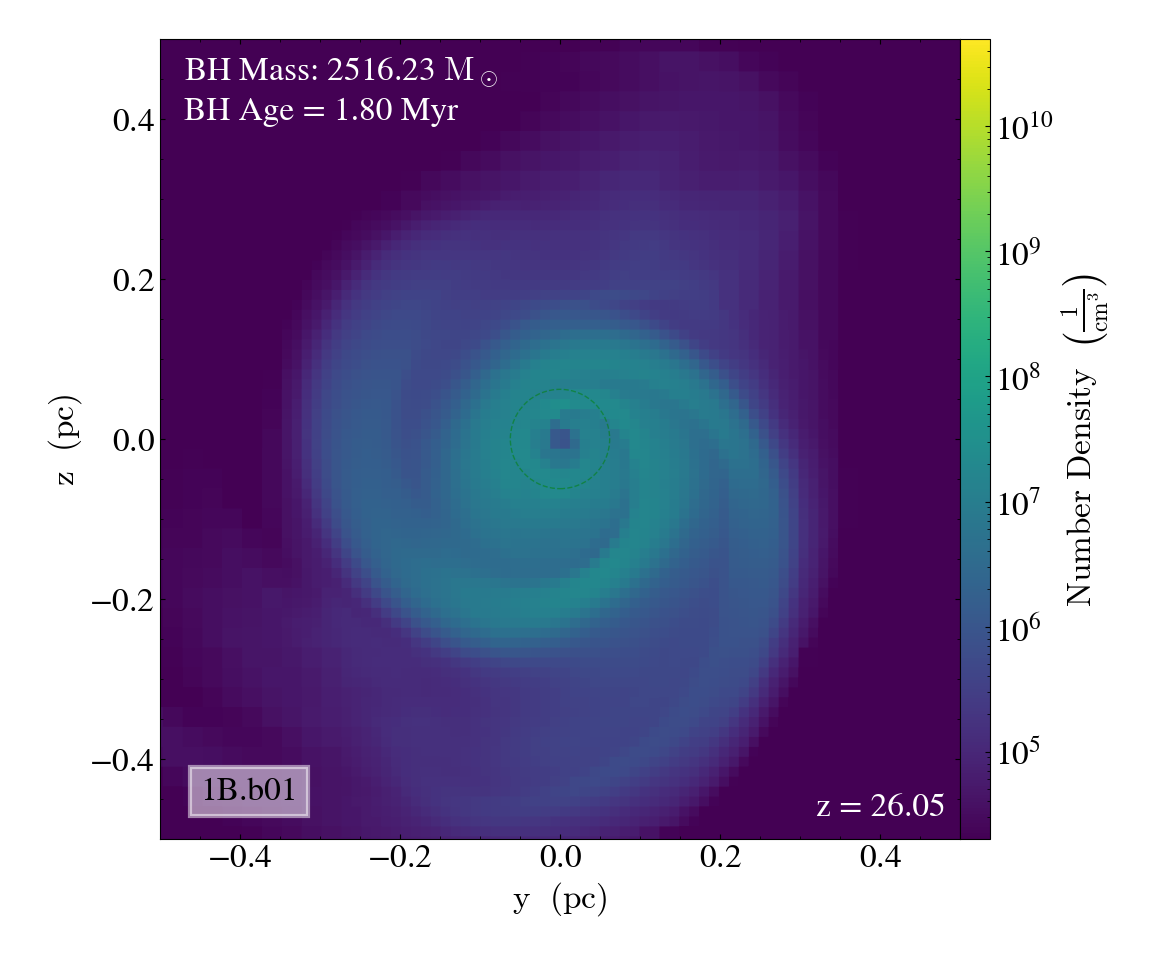 BH Mass: 2516.23 M⊙
BH Age = 1.80 Myr
1B.b01
z = 26.05
0.4
0.2
0.0
−0.2
−0.4
z (pc)
−0.4 −0.2 0.0 0.2 0.4
y (pc)
10¹⁰
10⁹
10⁸
10⁷
10⁶
10⁵
Number Density (1/cm³)